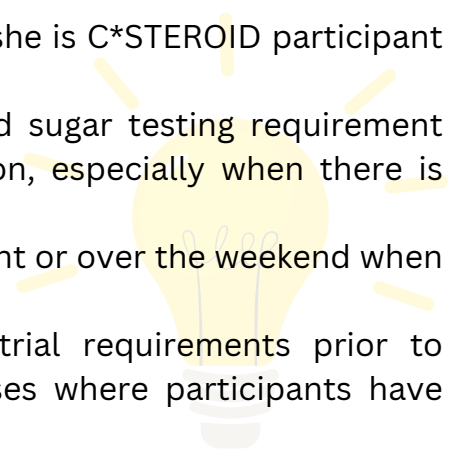 she is C*STEROID participant
d sugar testing requirement
on, especially when there is
nt or over the weekend when
trial requirements prior to
ses where participants have